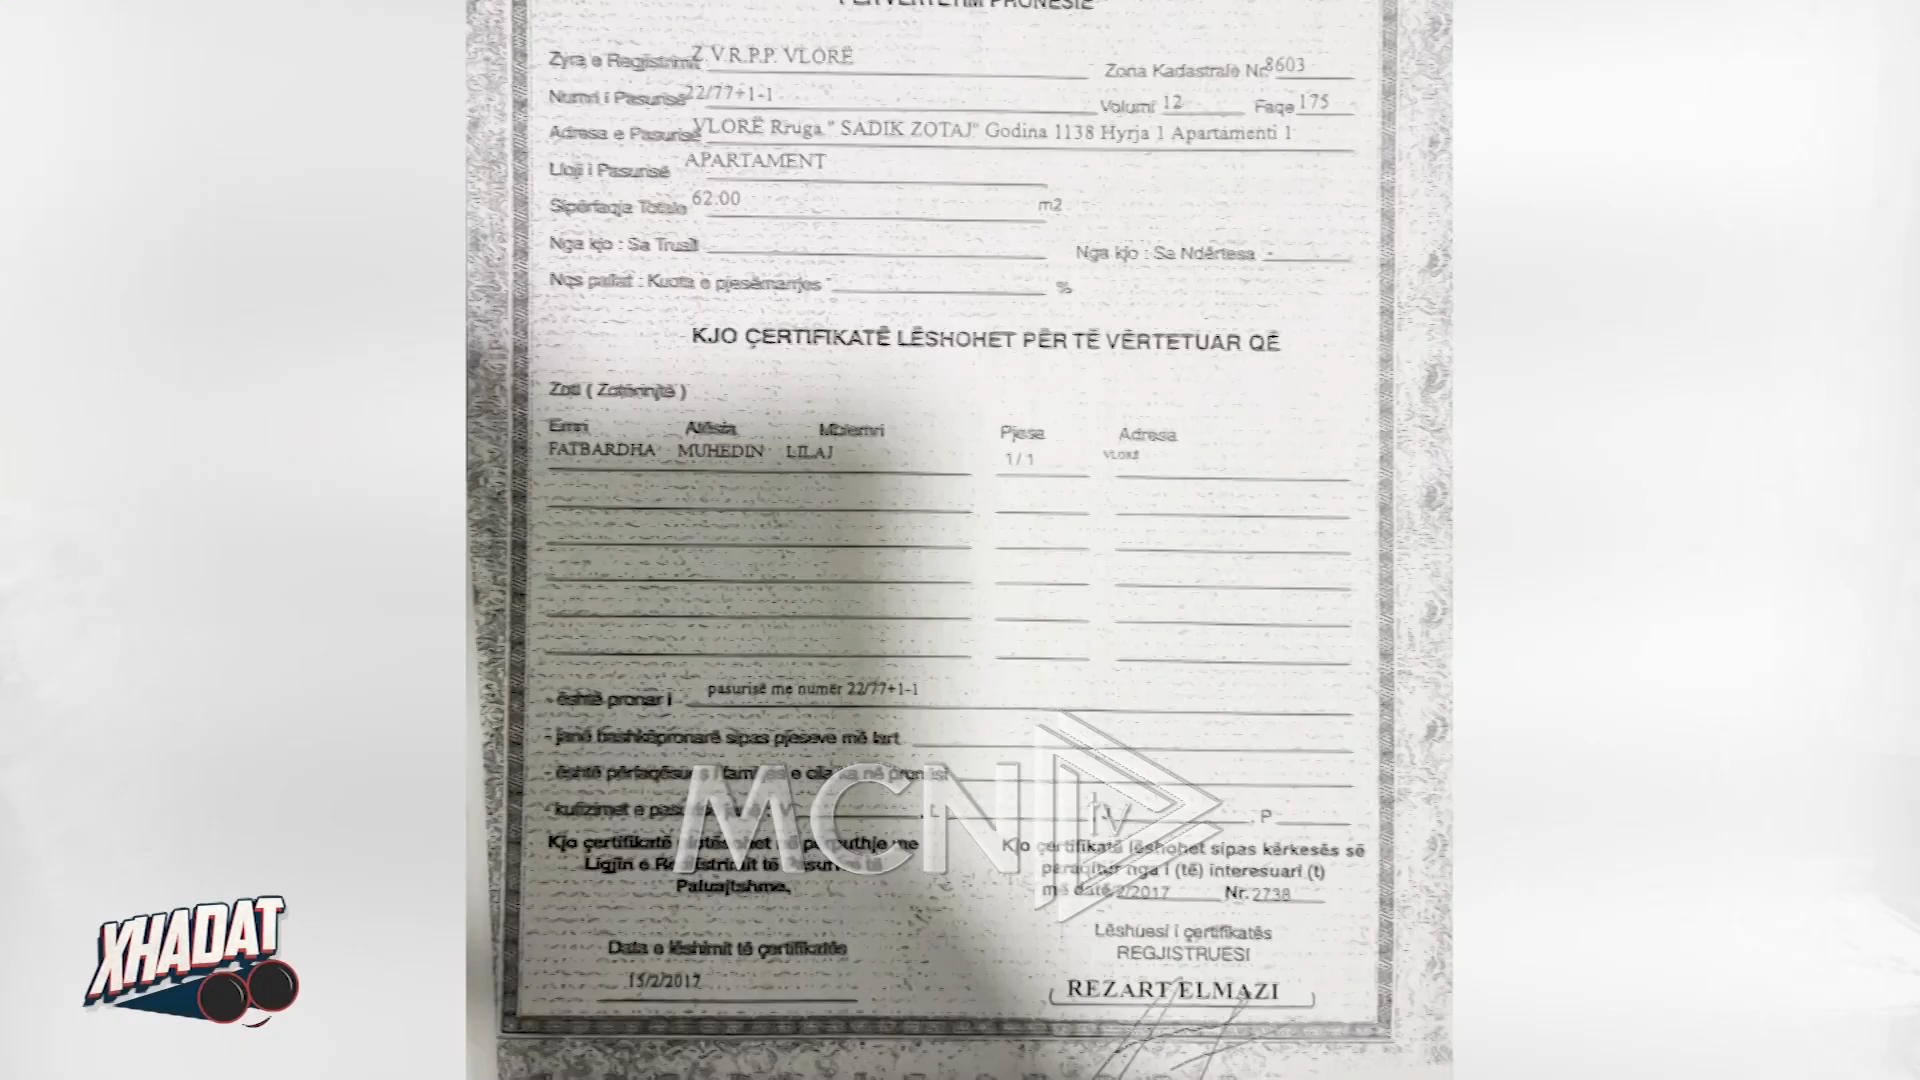 Zyra e Regjistrimit Z.V.R.P.P. VLORË Zona Kadastrale Nr 8603
Numri i Pasurisë 22/77+1-1 Volumi 12 Faqe 175
Adresa e Pasurisë VLORË Rruga " SADIK ZOTAJ" Godina 1138 Hyrja 1 Apartamenti 1
Lloji i Pasurisë APARTAMENT
Sipërfaqja Totale 62.00 m2
Nga kjo : Sa Trualli Nga kjo : Sa Ndërtesa -
Nqs pallat : Kuota e pjesëmarrjes %
KJO ÇERTIFIKATË LËSHOHET PËR TË VËRTETUAR QË
Zoti ( Zotërinjtë )
Emri Atësia Mbiemri Pjesa Adresa
FATBARDHA MUHEDIN LILAJ 1/1 VLORË
- është pronar i pasurisë me numër 22/77+1-1
- janë bashkëpronarë sipas pjeseve më lart
- është përfaqësues i familjes e cila ka në pronësi
- kufizimet e pasurisë L P
MCN TV
Kjo çertifikatë plotësohet në përputhje me
Ligjin e Regjistrimit të Pasurisë të
Paluajtshme.
Kjo çertifikatë lëshohet sipas kërkesës së
paraqitur nga i (të) interesuari (t)
më datë 2/2017 Nr. 2738
Data e lëshimit të çertifikatës
15/2/2017
Lëshuesi i çertifikatës
REGJISTRUESI
REZART ELMAZI
XHADAT